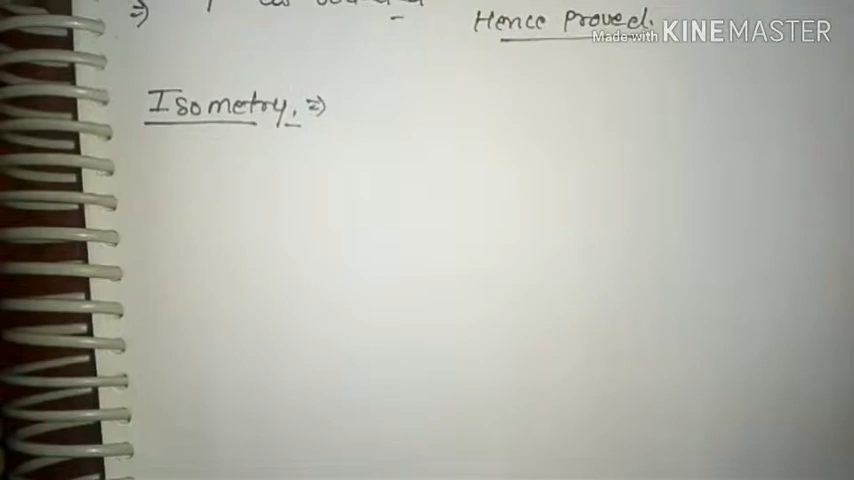 ⇒
Hence proved.
Made with KINEMASTER
Isometry. ⇒